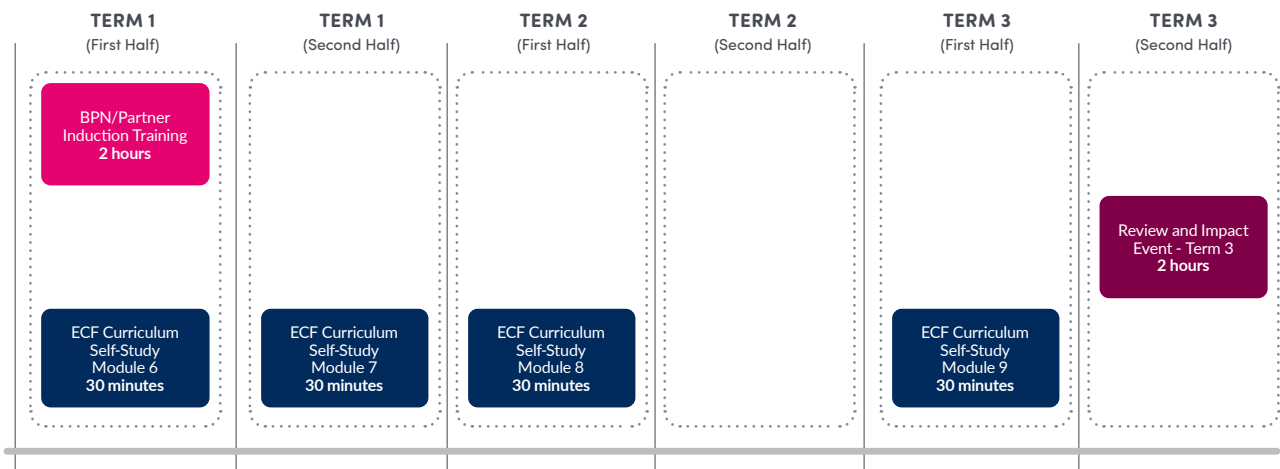 TERM 1
(First Half)
TERM 1
(Second Half)
TERM 2
(First Half)
TERM 2
(Second Half)
TERM 3
(First Half)
TERM 3
(Second Half)
BPN/Partner
Induction Training
2 hours
Review and Impact
Event - Term 3
2 hours
ECF Curriculum
Self-Study
Module 6
30 minutes
ECF Curriculum
Self-Study
Module 7
30 minutes
ECF Curriculum
Self-Study
Module 8
30 minutes
ECF Curriculum
Self-Study
Module 9
30 minutes